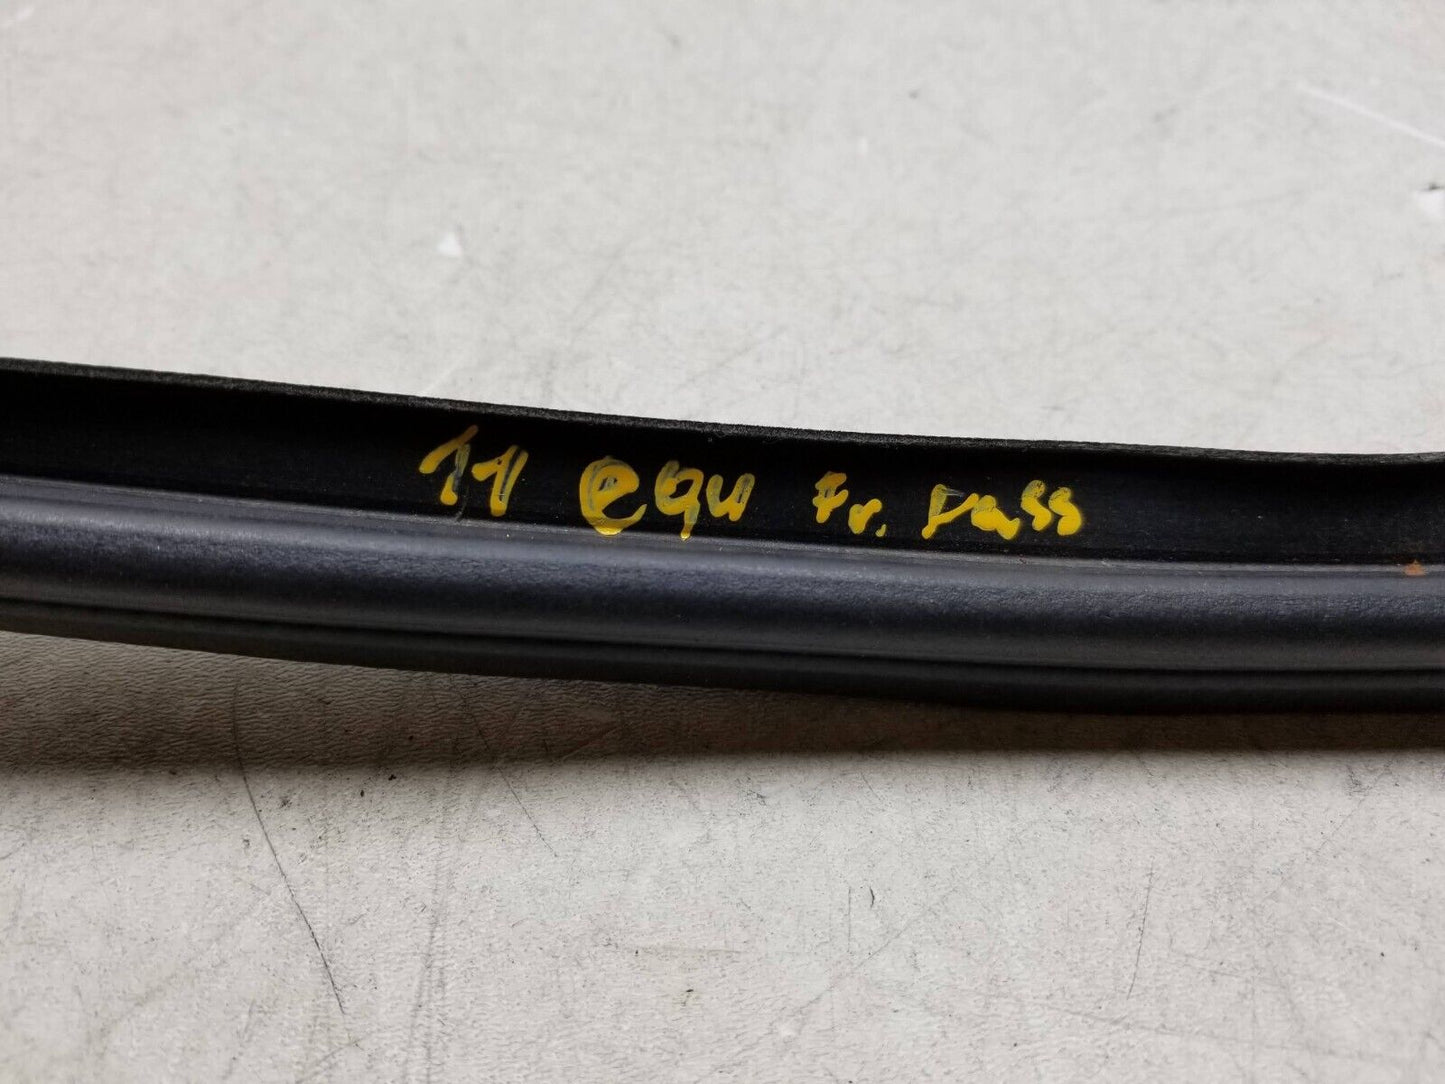 11 equ Fr. Pass